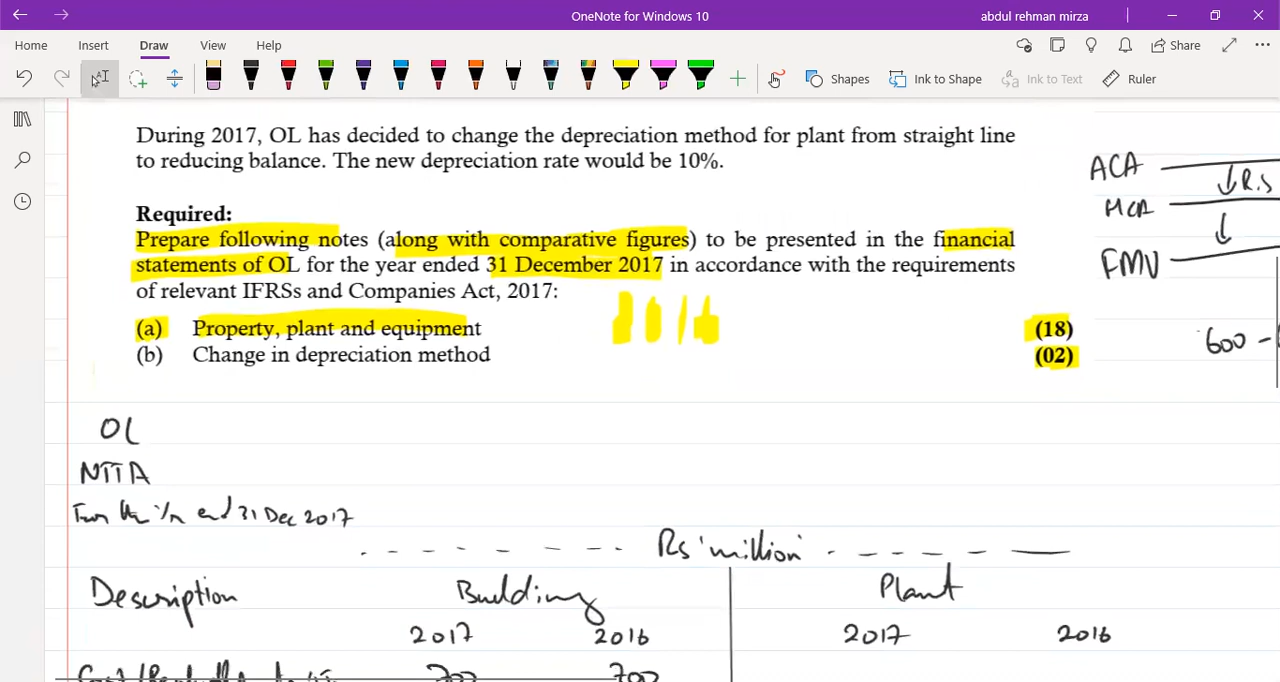 OneNote for Windows 10
abdul rehman mirza
Home Insert Draw View Help
Share
Shapes Ink to Shape Ink to Text Ruler
During 2017, OL has decided to change the depreciation method for plant from straight line
to reducing balance. The new depreciation rate would be 10%.
Required:
Prepare following notes (along with comparative figures) to be presented in the financial
statements of OL for the year ended 31 December 2017 in accordance with the requirements
of relevant IFRSs and Companies Act, 2017:
(a) Property, plant and equipment (18)
(b) Change in depreciation method (02)
2016
ACA
R.S
MCA
FMV
600 -
OL
NTTA
For the y/e end 31 Dec 2017
Rs 'million'
Description Building Plant
2017 2016 2017 2016
700 700